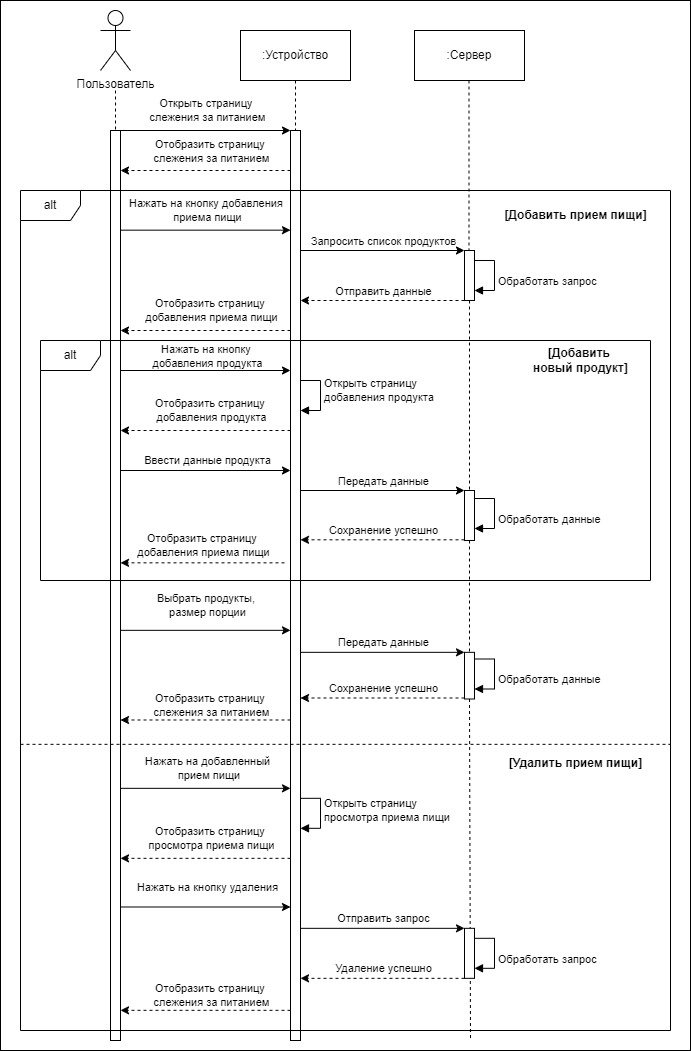 Пользователь
:Устройство
:Сервер
Открыть страницу
слежения за питанием
Отобразить страницу
слежения за питанием
alt
[Добавить прием пищи]
Нажать на кнопку добавления
приема пищи
Запросить список продуктов
Обработать запрос
Отправить данные
Отобразить страницу
добавления приема пищи
alt
[Добавить
новый продукт]
Нажать на кнопку
добавления продукта
Открыть страницу
добавления продукта
Отобразить страницу
добавления продукта
Ввести данные продукта
Передать данные
Обработать данные
Сохранение успешно
Отобразить страницу
добавления приема пищи
Выбрать продукты,
размер порции
Передать данные
Обработать данные
Сохранение успешно
Отобразить страницу
слежения за питанием
[Удалить прием пищи]
Нажать на добавленный
прием пищи
Открыть страницу
просмотра приема пищи
Отобразить страницу
просмотра приема пищи
Нажать на кнопку удаления
Отправить запрос
Обработать запрос
Удаление успешно
Отобразить страницу
слежения за питанием